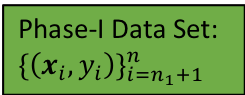 Phase-I Data Set:
{(𝒙ᵢ, yᵢ)}ⁿᵢ₌ₙ₁₊₁